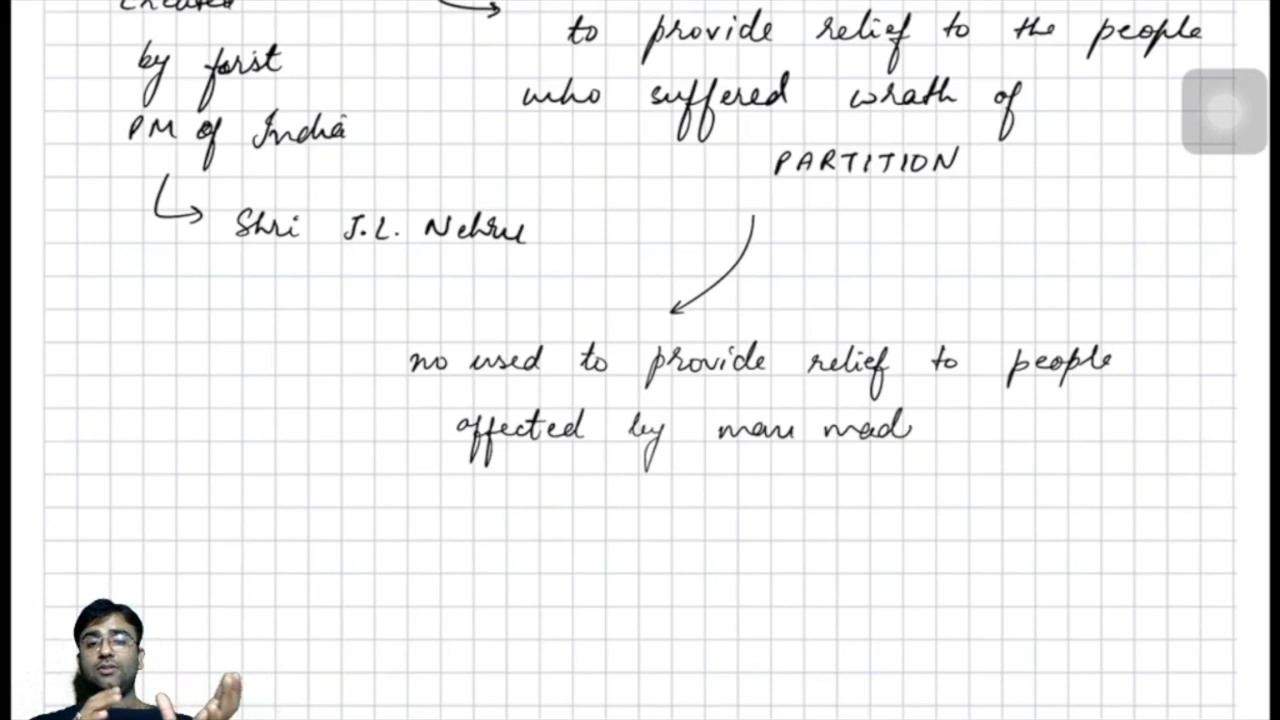 Created
by first
PM of India
Shri J.L. Nehru
to provide relief to the people
who suffered wrath of
PARTITION
no used to provide relief to people
affected by man mad